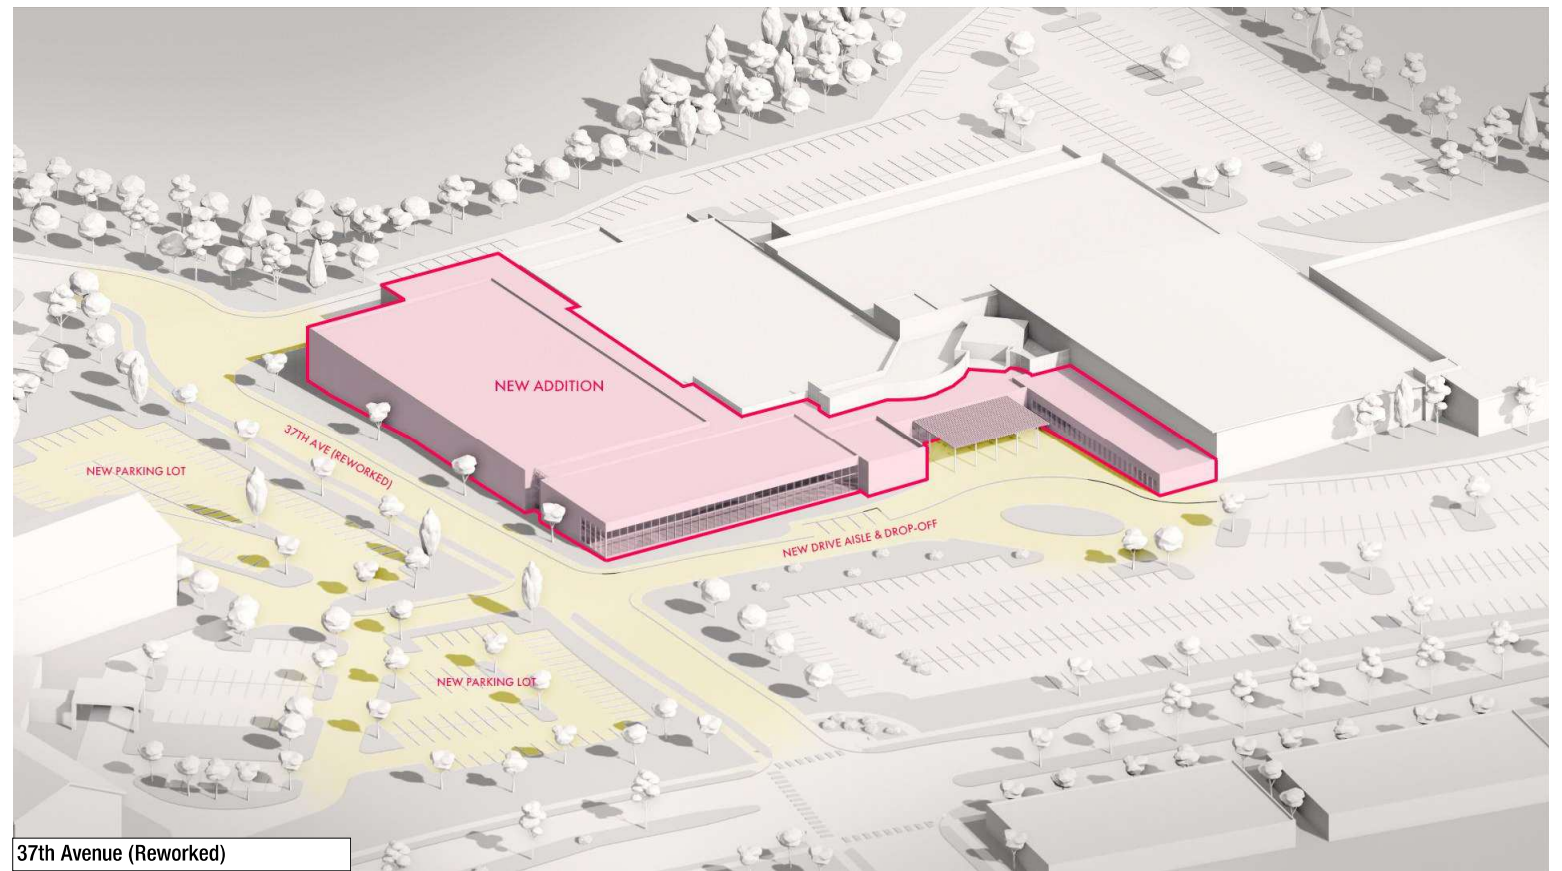 NEW ADDITION
37TH AVE (REWORKED)
NEW PARKING LOT
NEW DRIVE AISLE & DROP-OFF
NEW PARKING LOT
37th Avenue (Reworked)